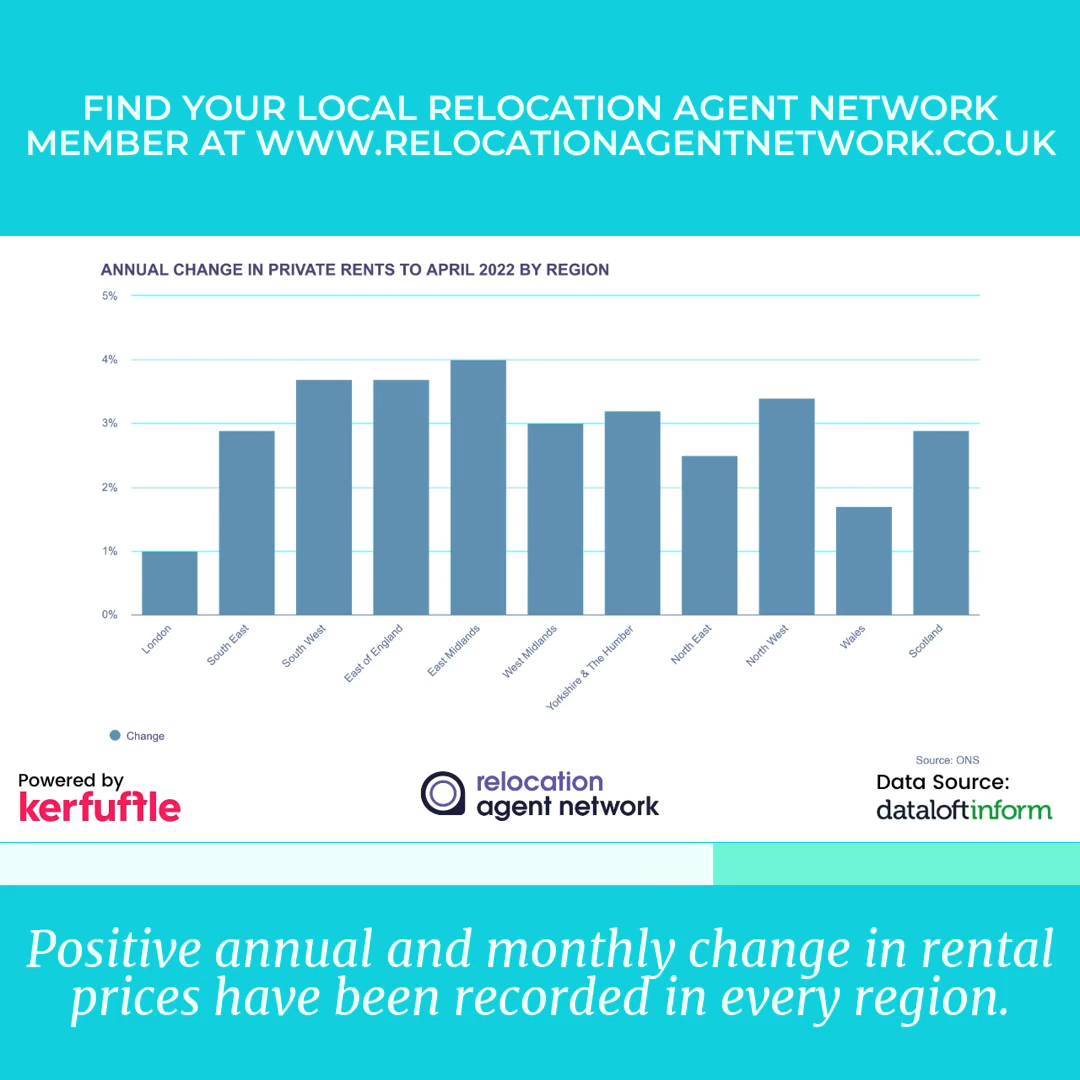 FIND YOUR LOCAL RELOCATION AGENT NETWORK
MEMBER AT WWW.RELOCATIONAGENTNETWORK.CO.UK
ANNUAL CHANGE IN PRIVATE RENTS TO APRIL 2022 BY REGION
5%
4%
3%
2%
1%
0%
London
South East
South West
East of England
East Midlands
West Midlands
Yorkshire & The Humber
North East
North West
Wales
Scotland
Change
Source: ONS
Powered by
kerfuffle
relocation
agent network
Data Source:
dataloftinform
Positive annual and monthly change in rental
prices have been recorded in every region.